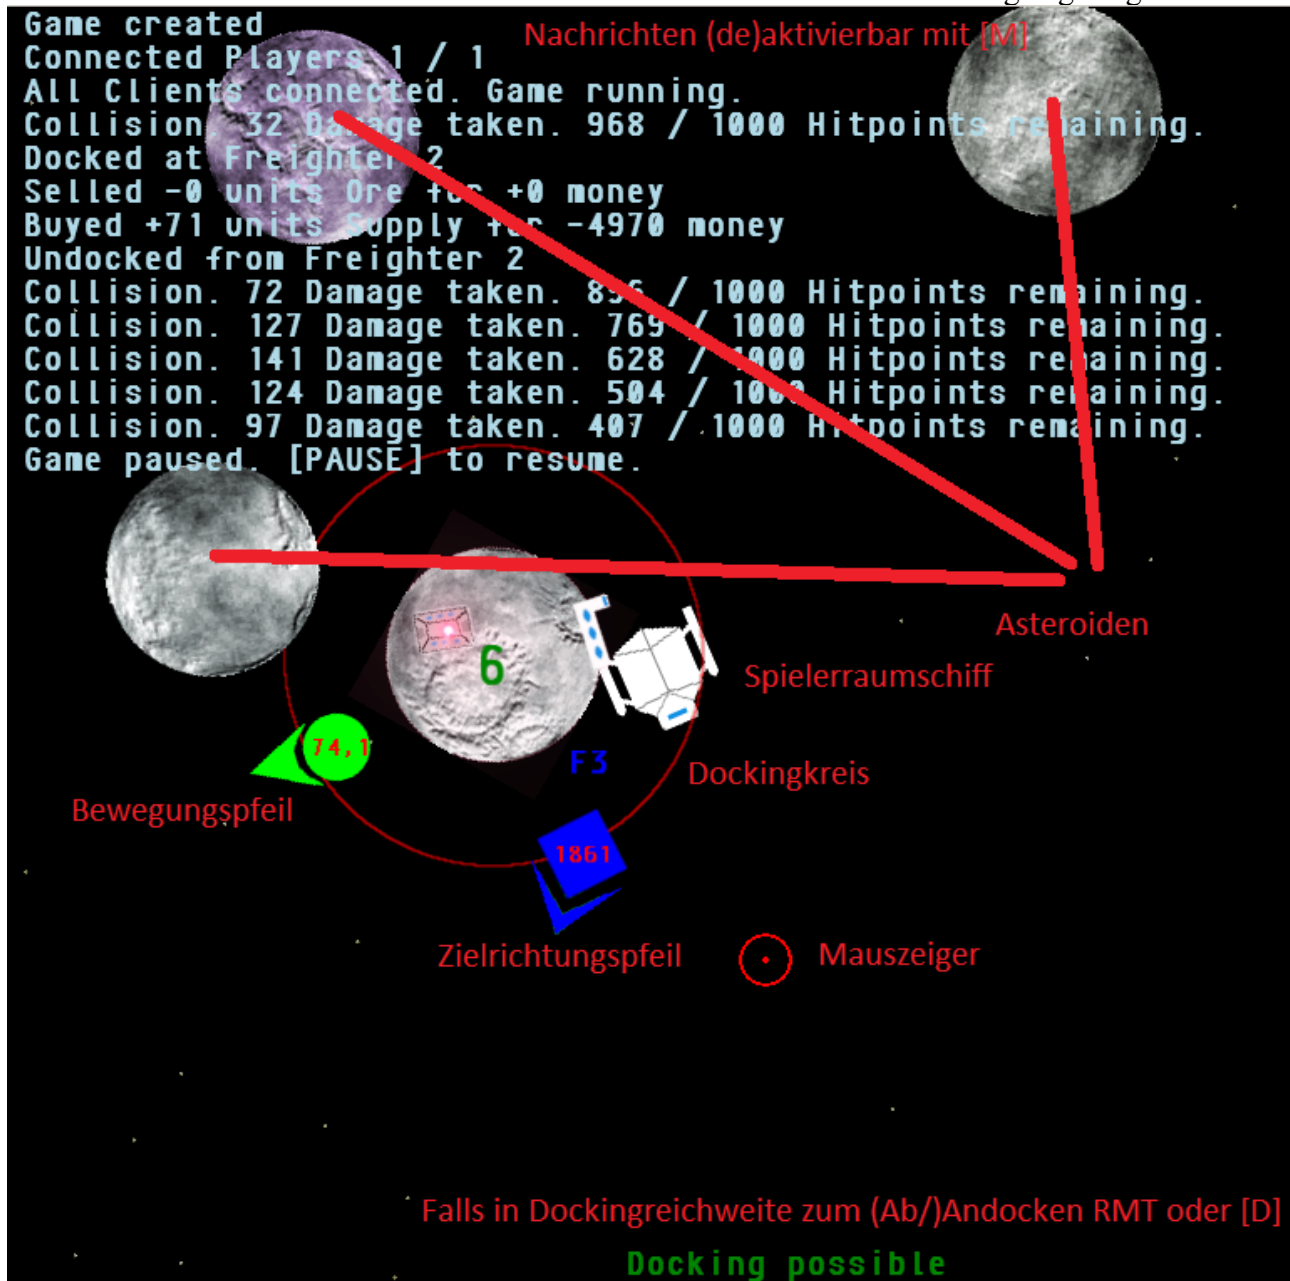 Game created
Nachrichten (de)aktivierbar mit [M]
Connected Players 1 / 1
All Clients connected. Game running.
Collision. 32 Damage taken. 968 / 1000 Hitpoints remaining.
Docked at Freighter 2
Selled -0 units Ore for +0 money
Buyed +71 units Supply for -4970 money
Undocked from Freighter 2
Collision. 72 Damage taken. 896 / 1000 Hitpoints remaining.
Collision. 127 Damage taken. 769 / 1000 Hitpoints remaining.
Collision. 141 Damage taken. 628 / 1000 Hitpoints remaining.
Collision. 124 Damage taken. 504 / 1000 Hitpoints remaining.
Collision. 97 Damage taken. 407 / 1000 Hitpoints remaining.
Game paused. [PAUSE] to resume.
Asteroiden
6
Spielerraumschiff
74,1
F3
Dockingkreis
Bewegungspfeil
1861
Zielrichtungspfeil
Mauszeiger
Falls in Dockingreichweite zum (Ab/)Andocken RMT oder [D]
Docking possible